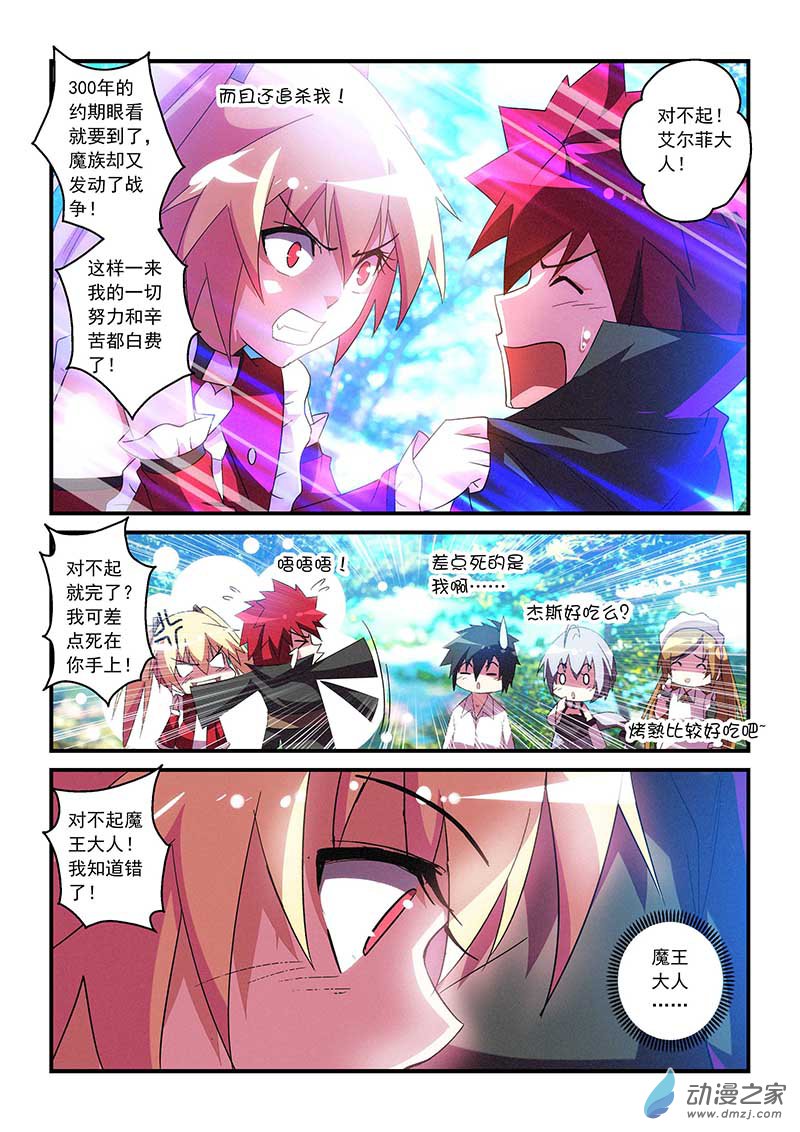 300年的
约期眼看
就要到了，
魔族却又
发动了战
争！
这样一来
我的一切
努力和辛
苦都白费
了！
而且还追杀我！
对不起！
艾尔菲大
人！
对不起
就完了？
我可差
点死在
你手上！
唔唔唔！
差点死的是
我啊……
杰斯好吃么？
烤熟比较好吃吧~
对不起魔
王大人！
我知道错
了！
魔王
大人
……
动漫之家
www.dmzj.com